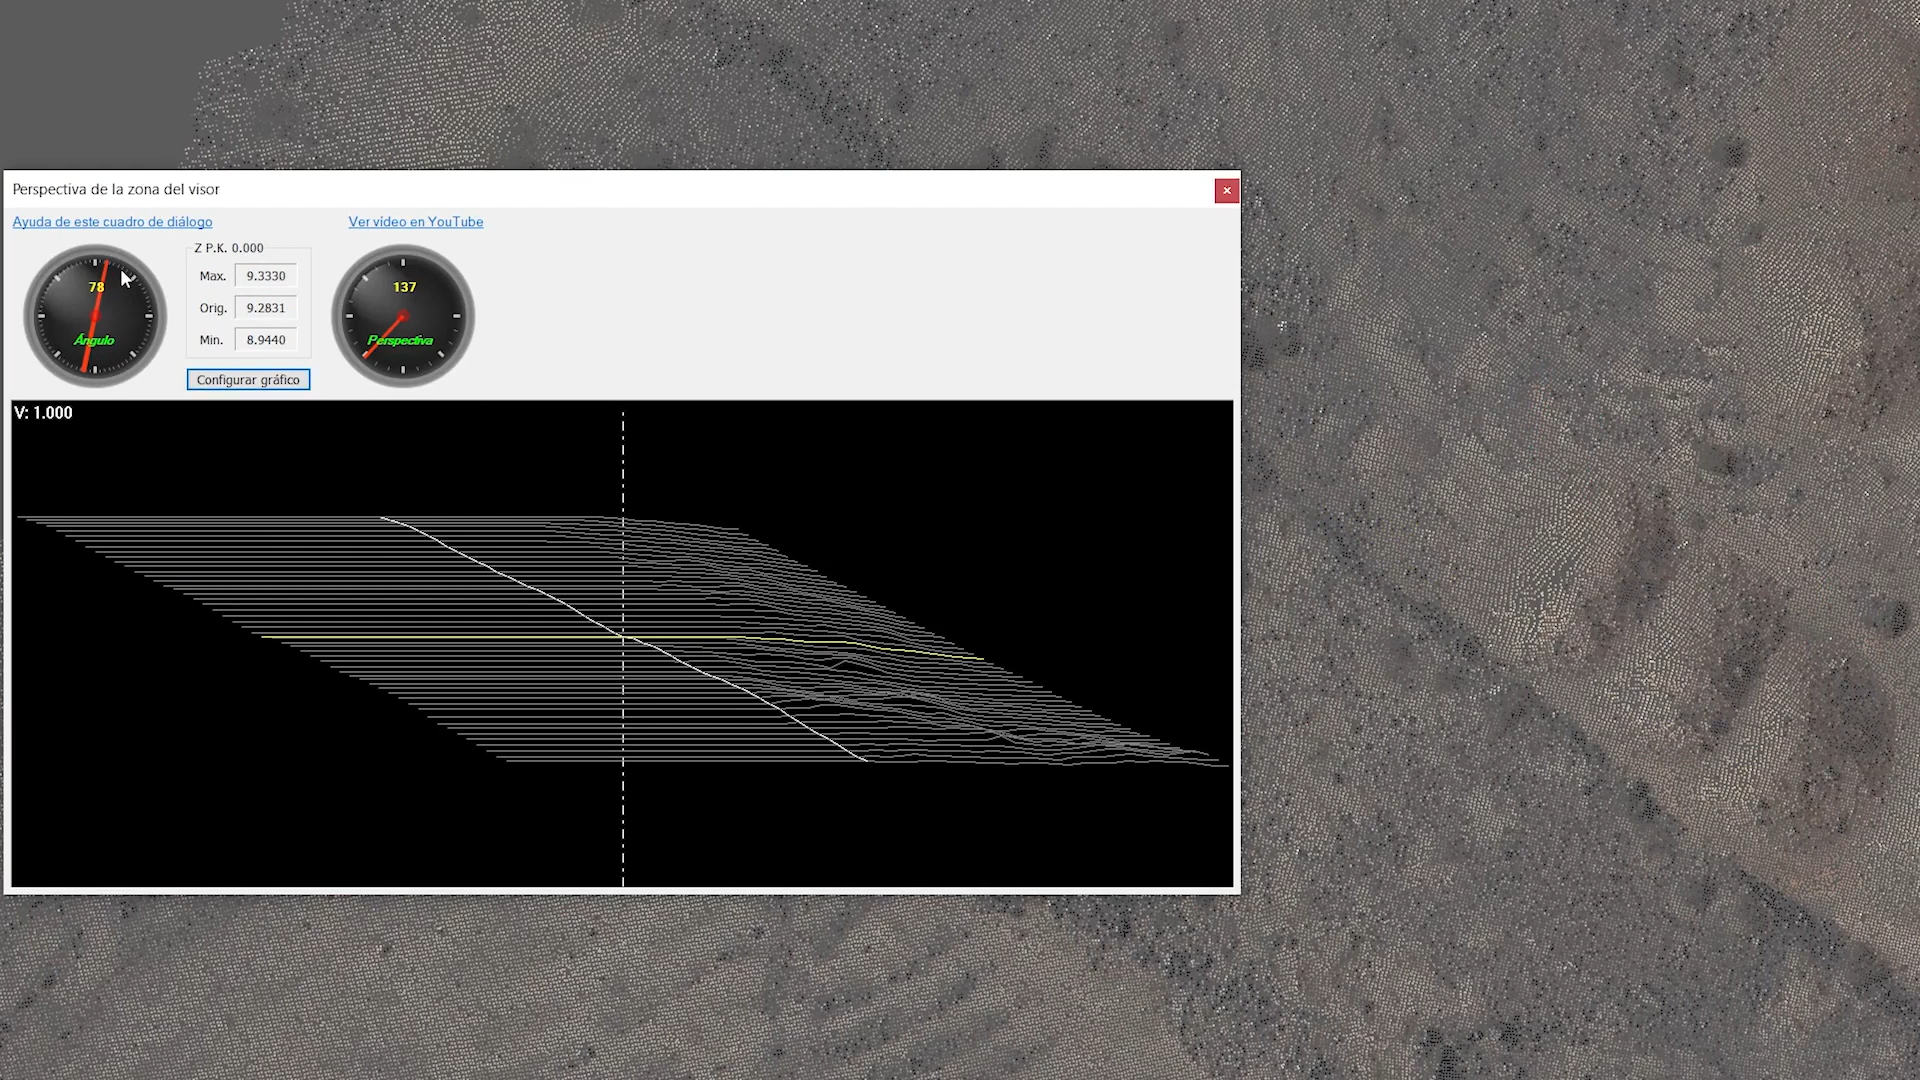 Perspectiva de la zona del visor
Ayuda de este cuadro de diálogo
Ver vídeo en YouTube
78
Ángulo
Z P.K. 0.000
Max. 9.3330
Orig. 9.2831
Min. 8.9440
Configurar gráfico
137
Perspectiva
V: 1.000